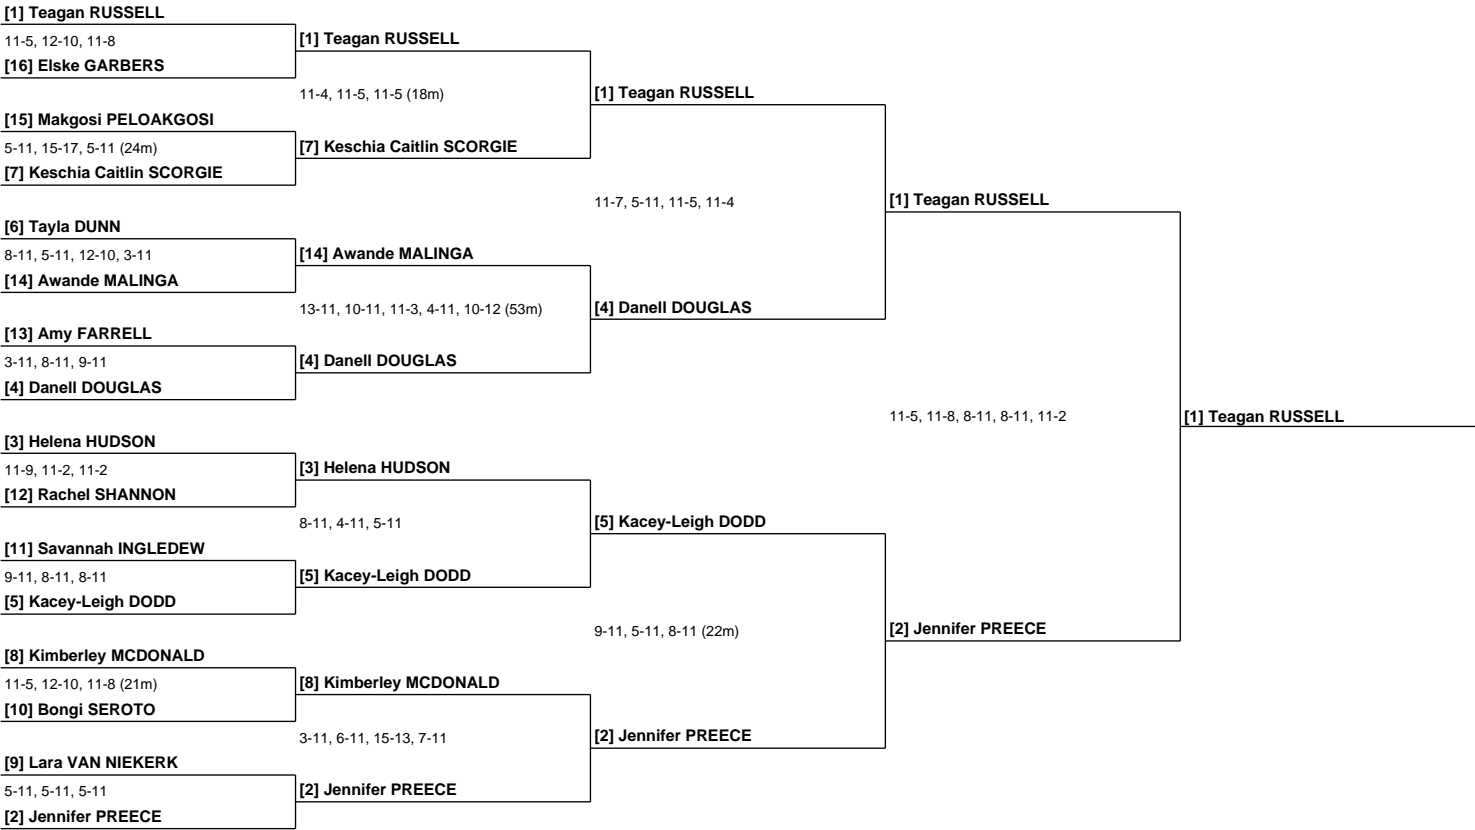 [1] Teagan RUSSELL
11-5, 12-10, 11-8
[16] Elske GARBERS
[15] Makgosi PELOAKGOSI
5-11, 15-17, 5-11 (24m)
[7] Keschia Caitlin SCORGIE
[6] Tayla DUNN
8-11, 5-11, 12-10, 3-11
[14] Awande MALINGA
[13] Amy FARRELL
3-11, 8-11, 9-11
[4] Danell DOUGLAS
[3] Helena HUDSON
11-9, 11-2, 11-2
[12] Rachel SHANNON
[11] Savannah INGLEDEW
9-11, 8-11, 8-11
[5] Kacey-Leigh DODD
[8] Kimberley MCDONALD
11-5, 12-10, 11-8 (21m)
[10] Bongi SEROTO
[9] Lara VAN NIEKERK
5-11, 5-11, 5-11
[2] Jennifer PREECE
[1] Teagan RUSSELL
11-4, 11-5, 11-5 (18m)
[7] Keschia Caitlin SCORGIE
[14] Awande MALINGA
13-11, 10-11, 11-3, 4-11, 10-12 (53m)
[4] Danell DOUGLAS
[3] Helena HUDSON
8-11, 4-11, 5-11
[5] Kacey-Leigh DODD
[8] Kimberley MCDONALD
3-11, 6-11, 15-13, 7-11
[2] Jennifer PREECE
[1] Teagan RUSSELL
11-7, 5-11, 11-5, 11-4
[4] Danell DOUGLAS
[5] Kacey-Leigh DODD
9-11, 5-11, 8-11 (22m)
[2] Jennifer PREECE
[1] Teagan RUSSELL
11-5, 11-8, 8-11, 8-11, 11-2
[2] Jennifer PREECE
[1] Teagan RUSSELL